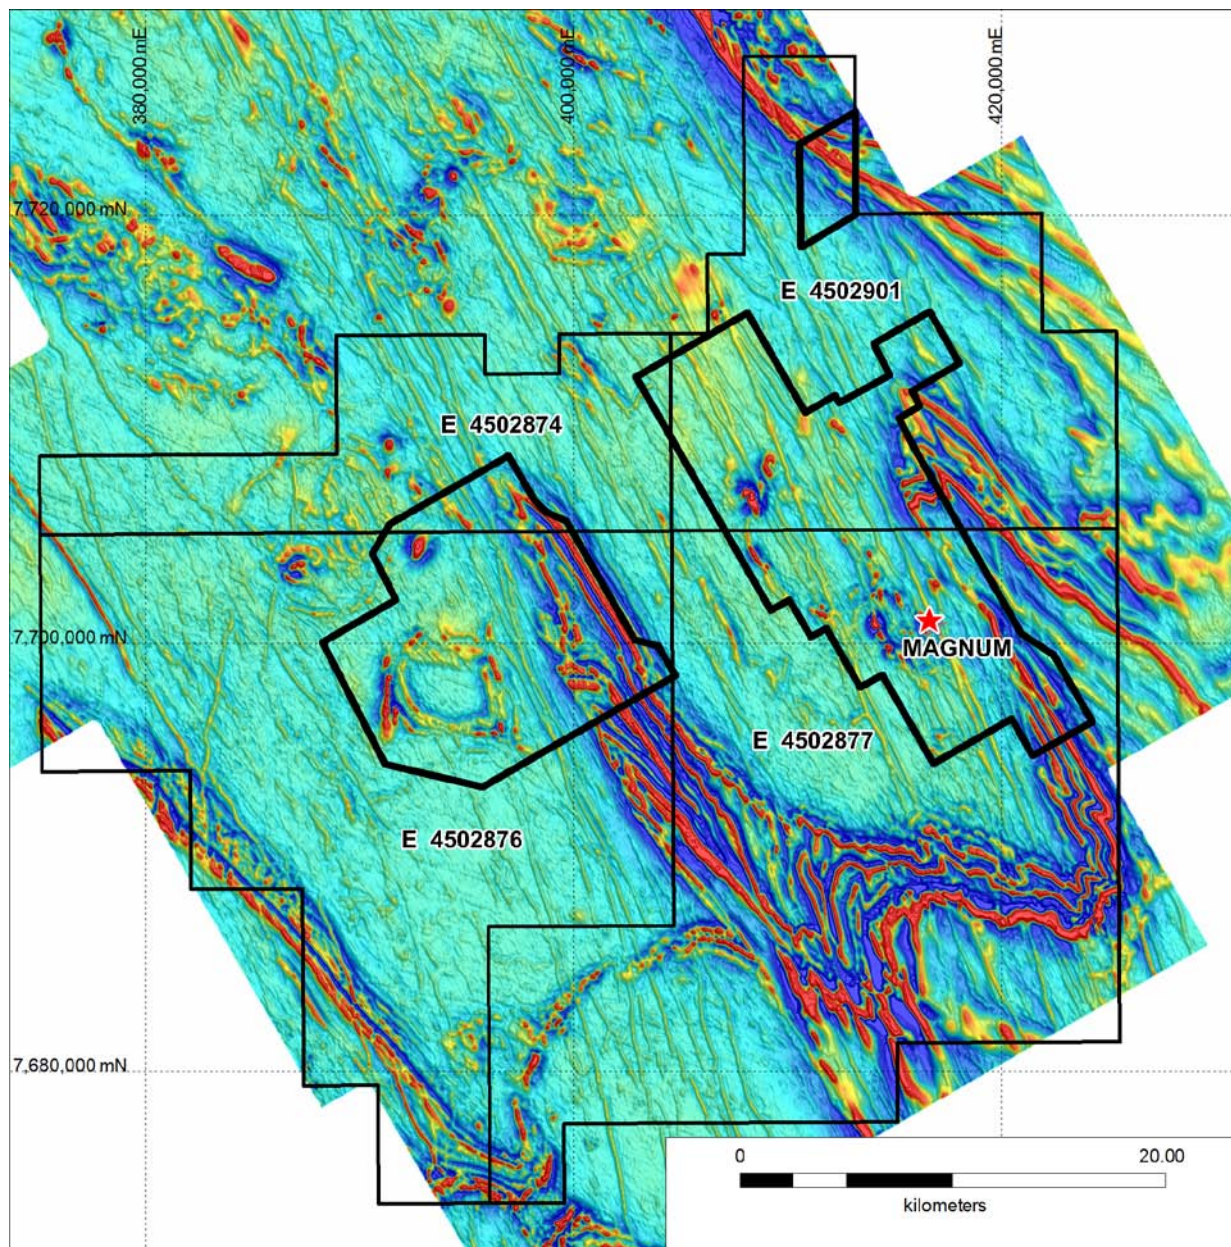 380,000 mE
400,000 mE
420,000 mE
7,720,000 mN
E 4502901
E 4502874
7,700,000 mN
MAGNUM
E 4502877
E 4502876
7,680,000 mN
0 20.00
kilometers